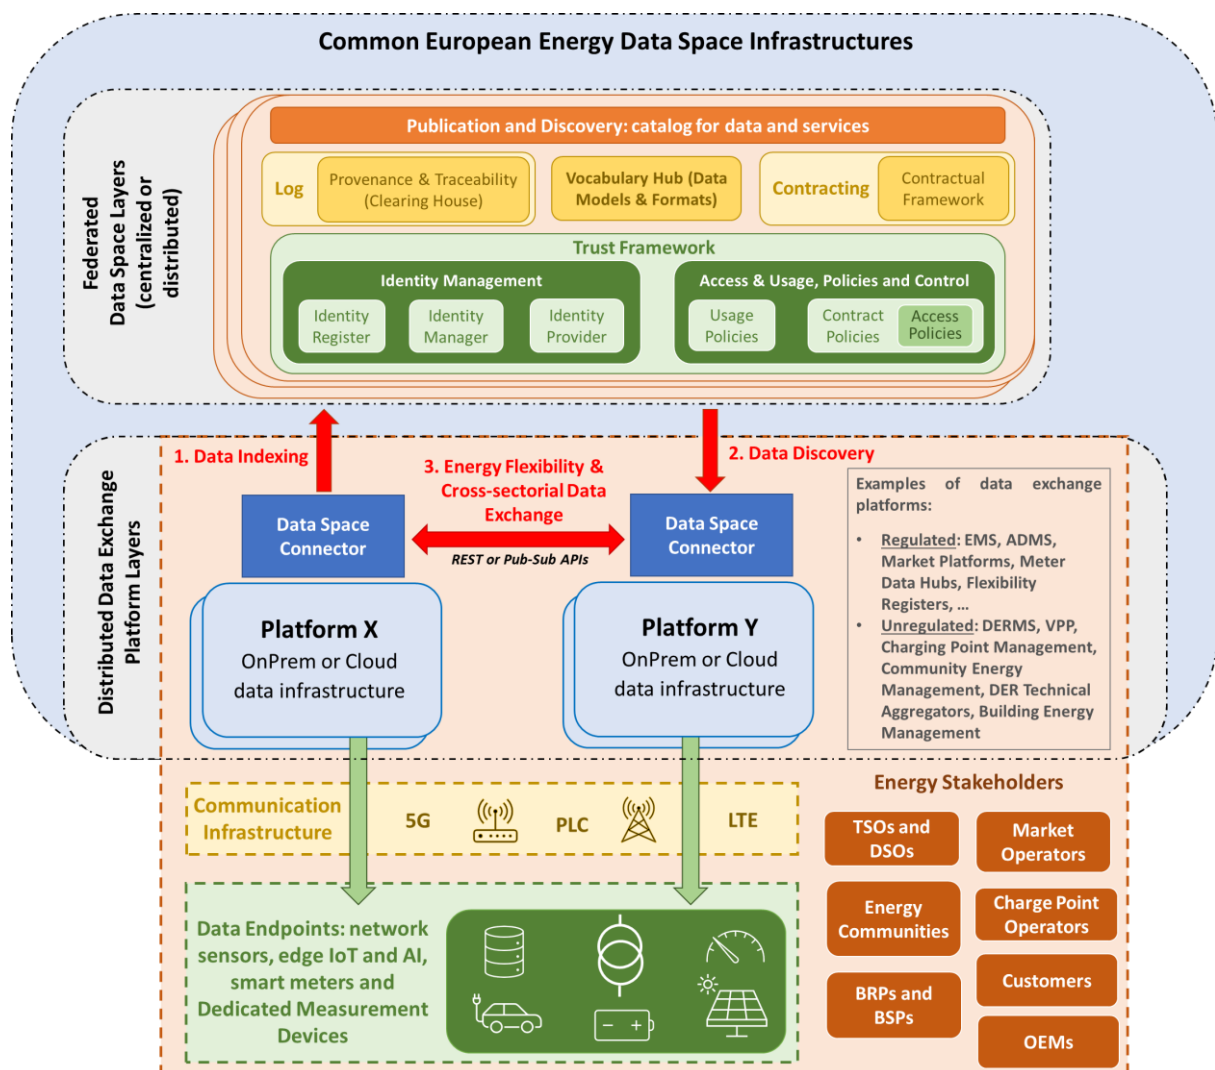 Common European Energy Data Space Infrastructures
Federated
Data Space Layers
(centralized or
distributed)
Publication and Discovery: catalog for data and services
Log
Provenance & Traceability
(Clearing House)
Vocabulary Hub (Data
Models & Formats)
Contracting
Contractual
Framework
Trust Framework
Identity Management
Identity
Register
Identity
Manager
Identity
Provider
Access & Usage, Policies and Control
Usage
Policies
Contract
Policies
Access
Policies
Distributed Data Exchange
Platform Layers
1. Data Indexing
2. Data Discovery
3. Energy Flexibility &
Cross-sectorial Data
Exchange
REST or Pub-Sub APIs
Data Space
Connector
Data Space
Connector
Platform X
OnPrem or Cloud
data infrastructure
Platform Y
OnPrem or Cloud
data infrastructure
Examples of data exchange
platforms:
• Regulated: EMS, ADMS,
Market Platforms, Meter
Data Hubs, Flexibility
Registers, ...
• Unregulated: DERMS, VPP,
Charging Point Management,
Community Energy
Management, DER Technical
Aggregators, Building Energy
Management
Communication
Infrastructure
5G
PLC
LTE
Data Endpoints: network
sensors, edge IoT and AI,
smart meters and
Dedicated Measurement
Devices
Energy Stakeholders
TSOs and
DSOs
Market
Operators
Energy
Communities
Charge Point
Operators
BRPs and
BSPs
Customers
OEMs